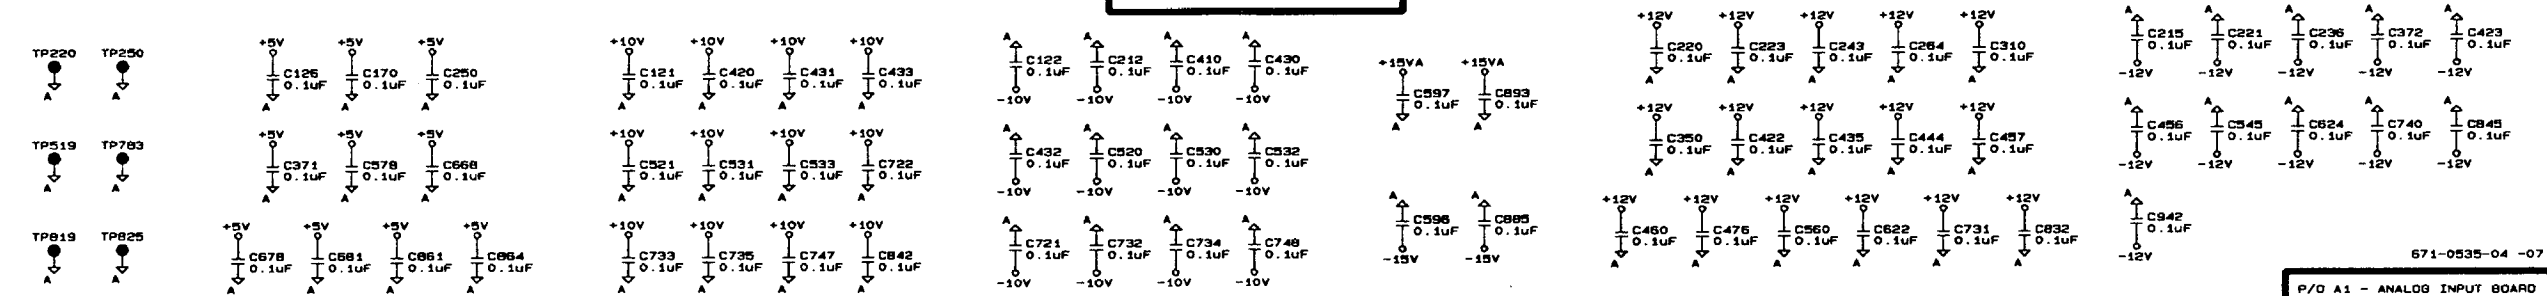 TP220 TP250
A A
+5V +5V +5V
C126 C170 C250
0.1uF 0.1uF 0.1uF
A A A
+10V +10V +10V +10V
C121 C420 C431 C433
0.1uF 0.1uF 0.1uF 0.1uF
A A A A
A A A A
C122 C212 C410 C430
0.1uF 0.1uF 0.1uF 0.1uF
-10V -10V -10V -10V
+15VA +15VA
C597 C893
0.1uF 0.1uF
A A
+12V +12V +12V +12V +12V
C220 C223 C243 C264 C310
0.1uF 0.1uF 0.1uF 0.1uF 0.1uF
A A A A A
A A A A A
C215 C221 C236 C372 C423
0.1uF 0.1uF 0.1uF 0.1uF 0.1uF
-12V -12V -12V -12V -12V
TP519 TP783
A A
+5V +5V +5V
C371 C578 C668
0.1uF 0.1uF 0.1uF
A A A
+10V +10V +10V +10V
C521 C531 C533 C722
0.1uF 0.1uF 0.1uF 0.1uF
A A A A
A A A A
C432 C520 C530 C532
0.1uF 0.1uF 0.1uF 0.1uF
-10V -10V -10V -10V
+12V +12V +12V +12V +12V
C350 C422 C435 C444 C457
0.1uF 0.1uF 0.1uF 0.1uF 0.1uF
A A A A A
A A A A A
C456 C545 C624 C740 C845
0.1uF 0.1uF 0.1uF 0.1uF 0.1uF
-12V -12V -12V -12V -12V
TP819 TP825
A A
+5V +5V +5V +5V
C678 C681 C861 C864
0.1uF 0.1uF 0.1uF 0.1uF
A A A A
+10V +10V +10V +10V
C733 C735 C747 C842
0.1uF 0.1uF 0.1uF 0.1uF
A A A A
A A A A
C721 C732 C734 C748
0.1uF 0.1uF 0.1uF 0.1uF
-10V -10V -10V -10V
A A
C596 C885
0.1uF 0.1uF
-15V -15V
+12V +12V +12V +12V +12V +12V
C460 C476 C560 C622 C731 C832
0.1uF 0.1uF 0.1uF 0.1uF 0.1uF 0.1uF
A A A A A A
A
C942
0.1uF
-12V
671-0535-04 -07
P/O A1 - ANALOG INPUT BOARD